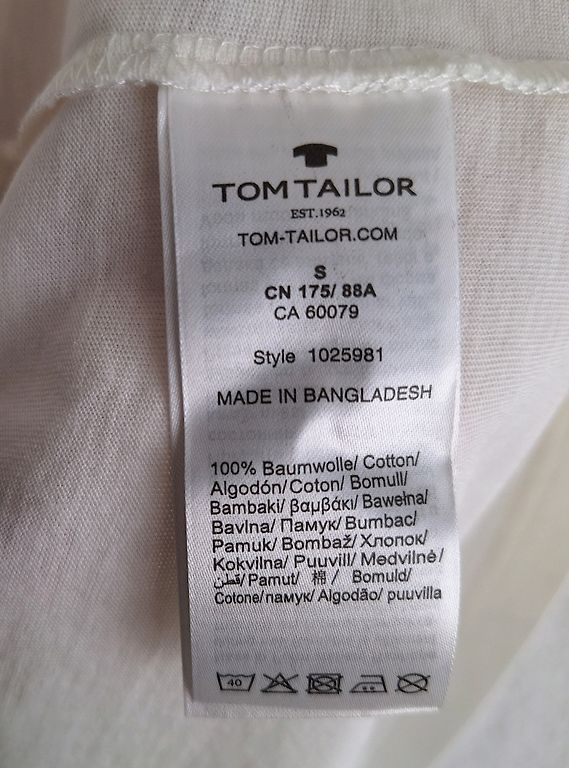 TOM TAILOR
EST.1962
TOM-TAILOR.COM
S
CN 175/ 88A
CA 60079
Style 1025981
MADE IN BANGLADESH
100% Baumwolle/ Cotton/
Algodón/Coton/ Bomull/
Bambaki/ βαμβάκι/ Bawełna/
Bavlna/ Памук/ Bumbac/
Pamuk/ Bombaž/ Хлопок/
Kokvilna/ Puuvill/ Medvilnė/
قطن/ Pamut/ 棉 / Bomuld/
Cotone/памук/ Algodão/ puuvilla
40